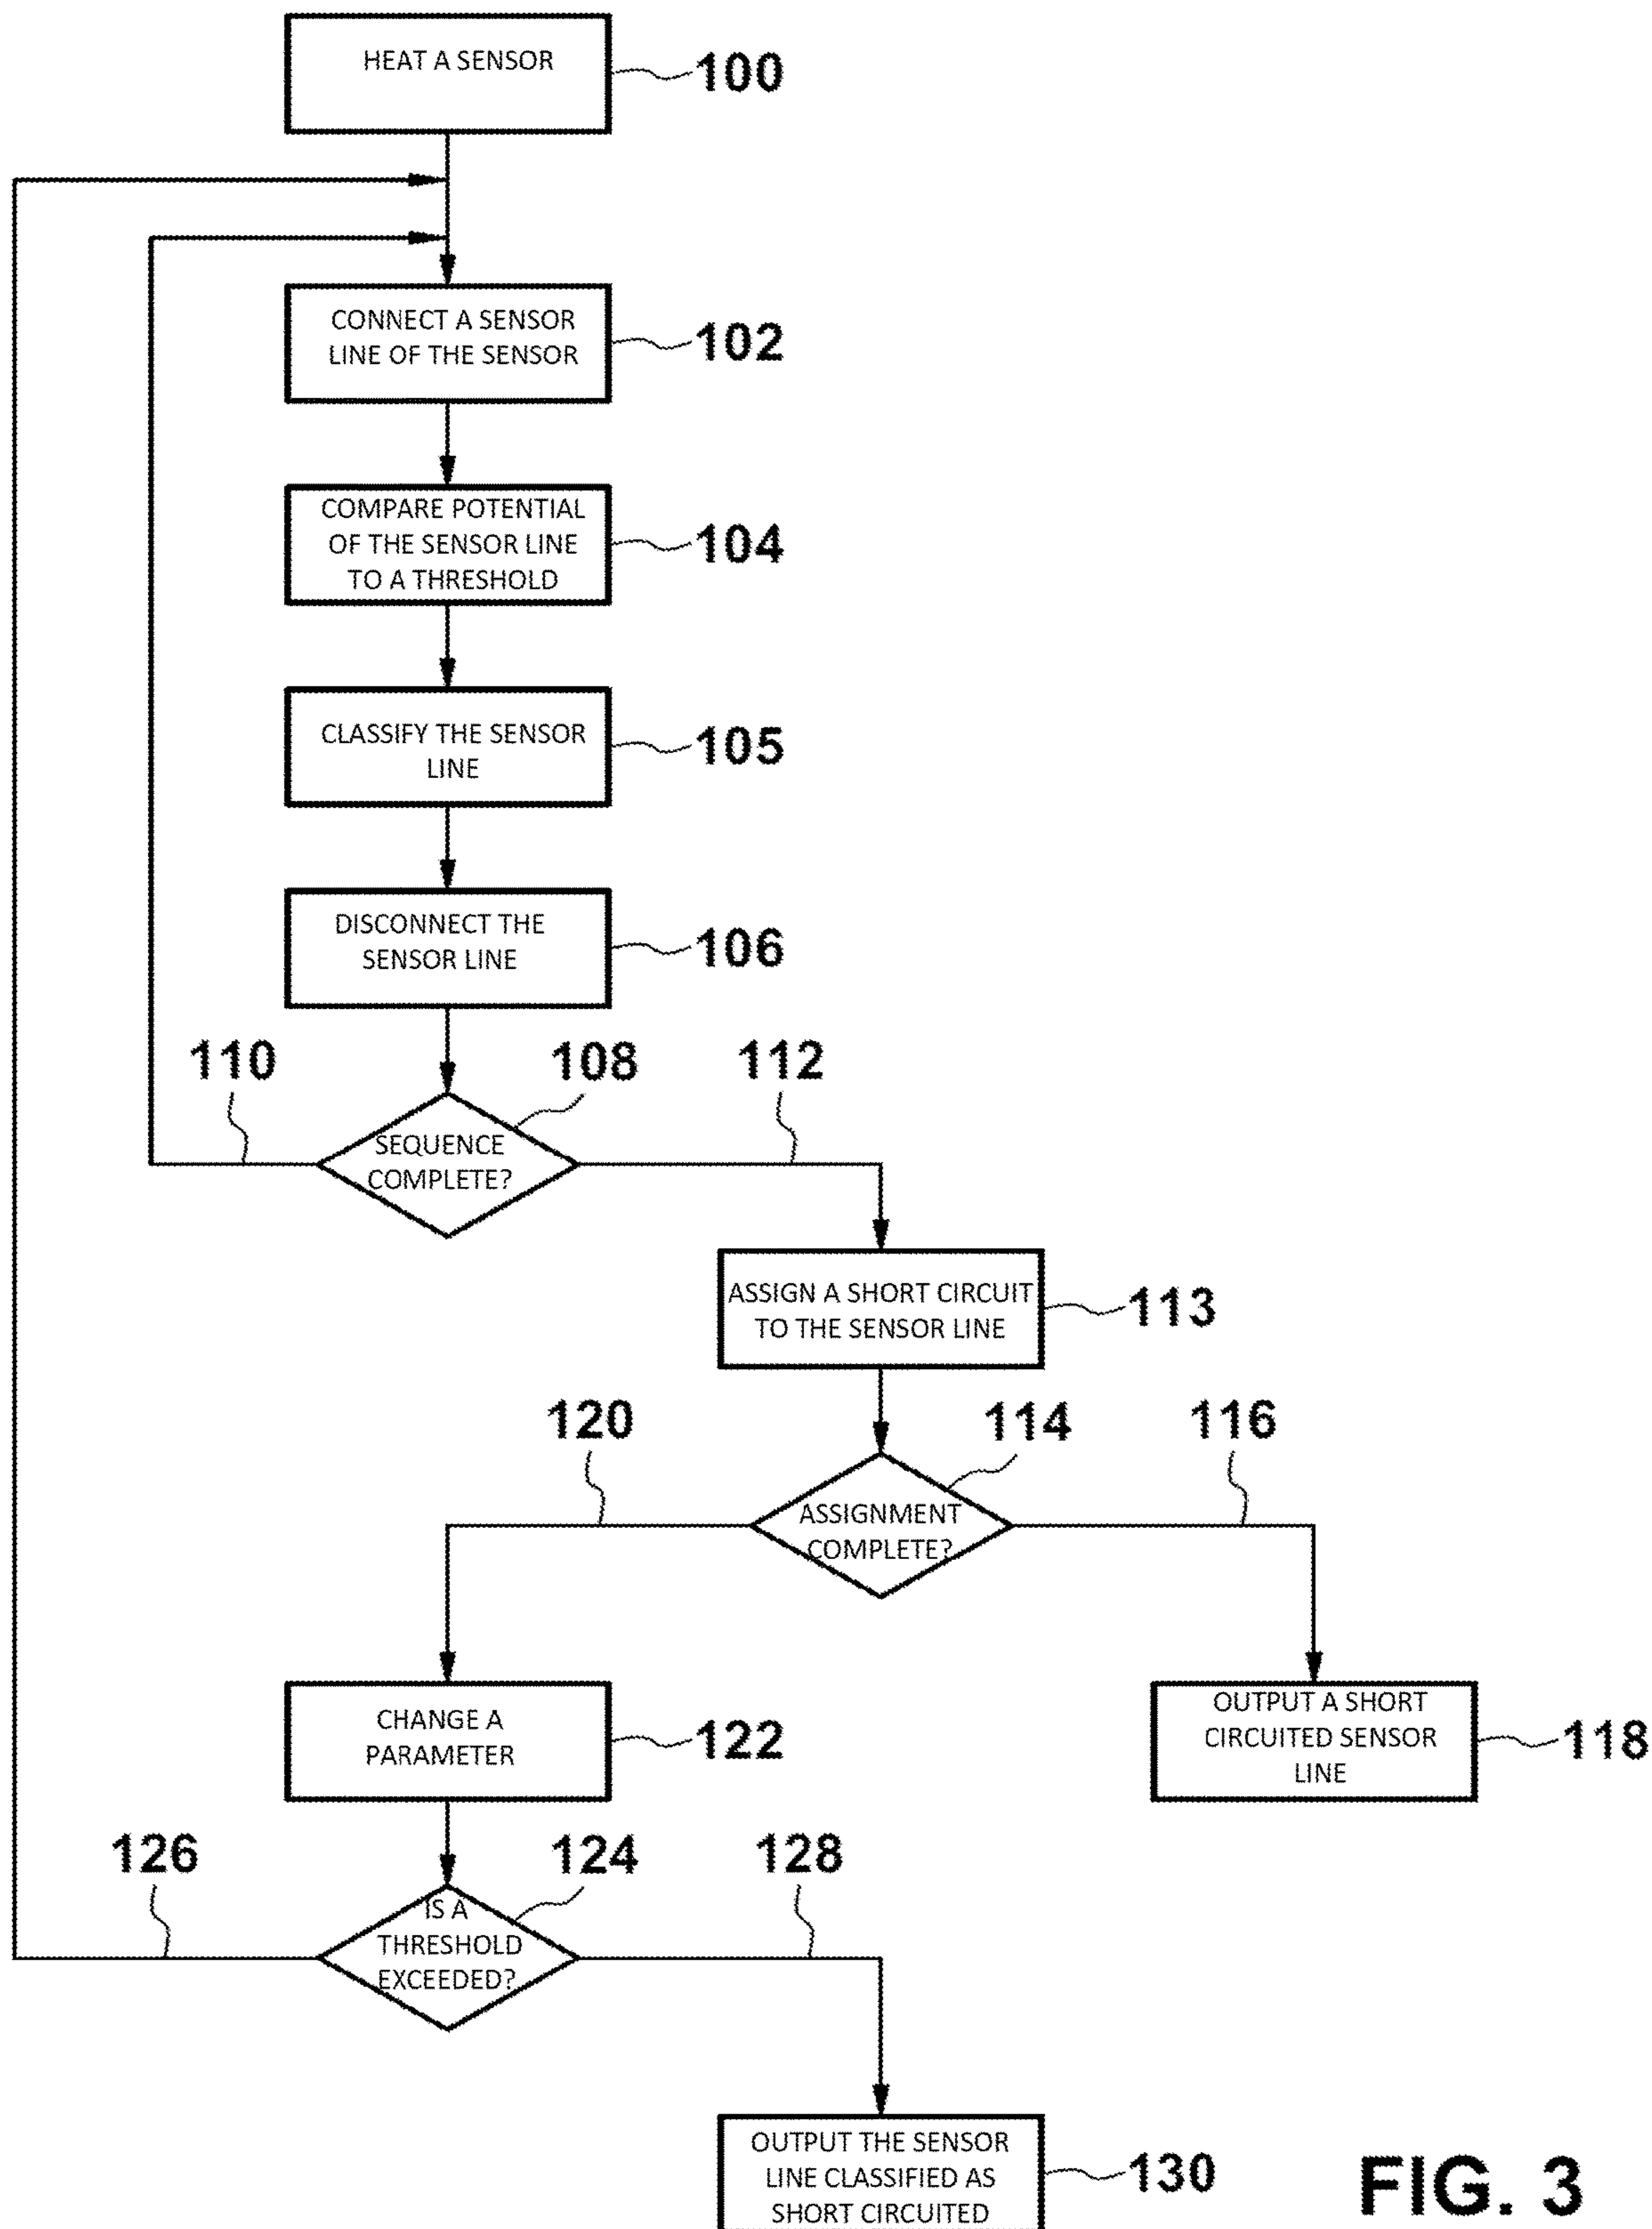 HEAT A SENSOR
100
CONNECT A SENSOR
LINE OF THE SENSOR
102
COMPARE POTENTIAL
OF THE SENSOR LINE
TO A THRESHOLD
104
CLASSIFY THE SENSOR
LINE
105
DISCONNECT THE
SENSOR LINE
106
110
108
112
SEQUENCE
COMPLETE?
ASSIGN A SHORT CIRCUIT
TO THE SENSOR LINE
113
120
114
116
ASSIGNMENT
COMPLETE?
CHANGE A
PARAMETER
122
OUTPUT A SHORT
CIRCUITED SENSOR
LINE
118
126
124
128
IS A
THRESHOLD
EXCEEDED?
OUTPUT THE SENSOR
LINE CLASSIFIED AS
SHORT CIRCUITED
130
FIG. 3